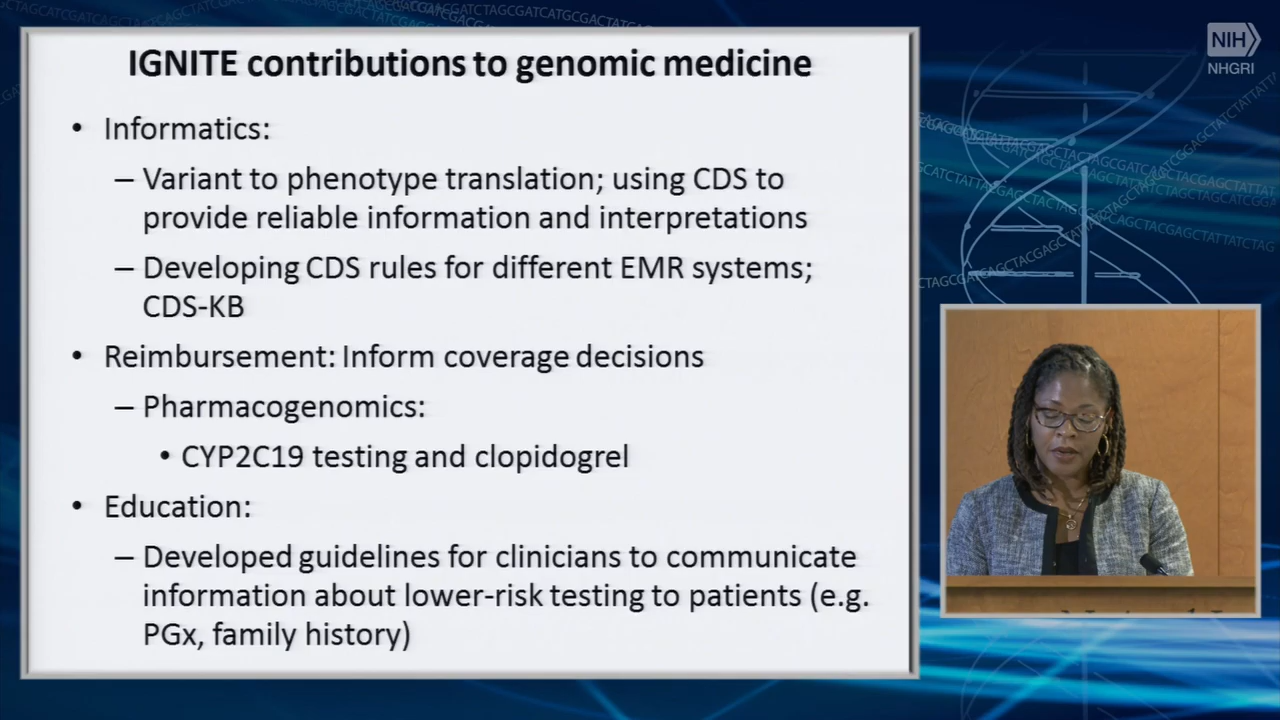 IGNITE contributions to genomic medicine
• Informatics:
– Variant to phenotype translation; using CDS to
provide reliable information and interpretations
– Developing CDS rules for different EMR systems;
CDS-KB
• Reimbursement: Inform coverage decisions
– Pharmacogenomics:
• CYP2C19 testing and clopidogrel
• Education:
– Developed guidelines for clinicians to communicate
information about lower-risk testing to patients (e.g.
PGx, family history)
NIH
NHGRI